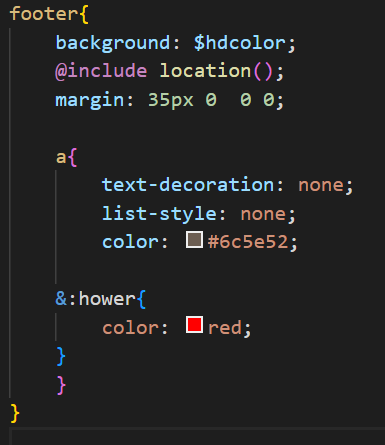 footer{
background: $hdcolor;
@include location();
margin: 35px 0  0 0;
a{
text-decoration: none;
list-style: none;
color: #6c5e52;
&:hower{
color: red;
}
}
}